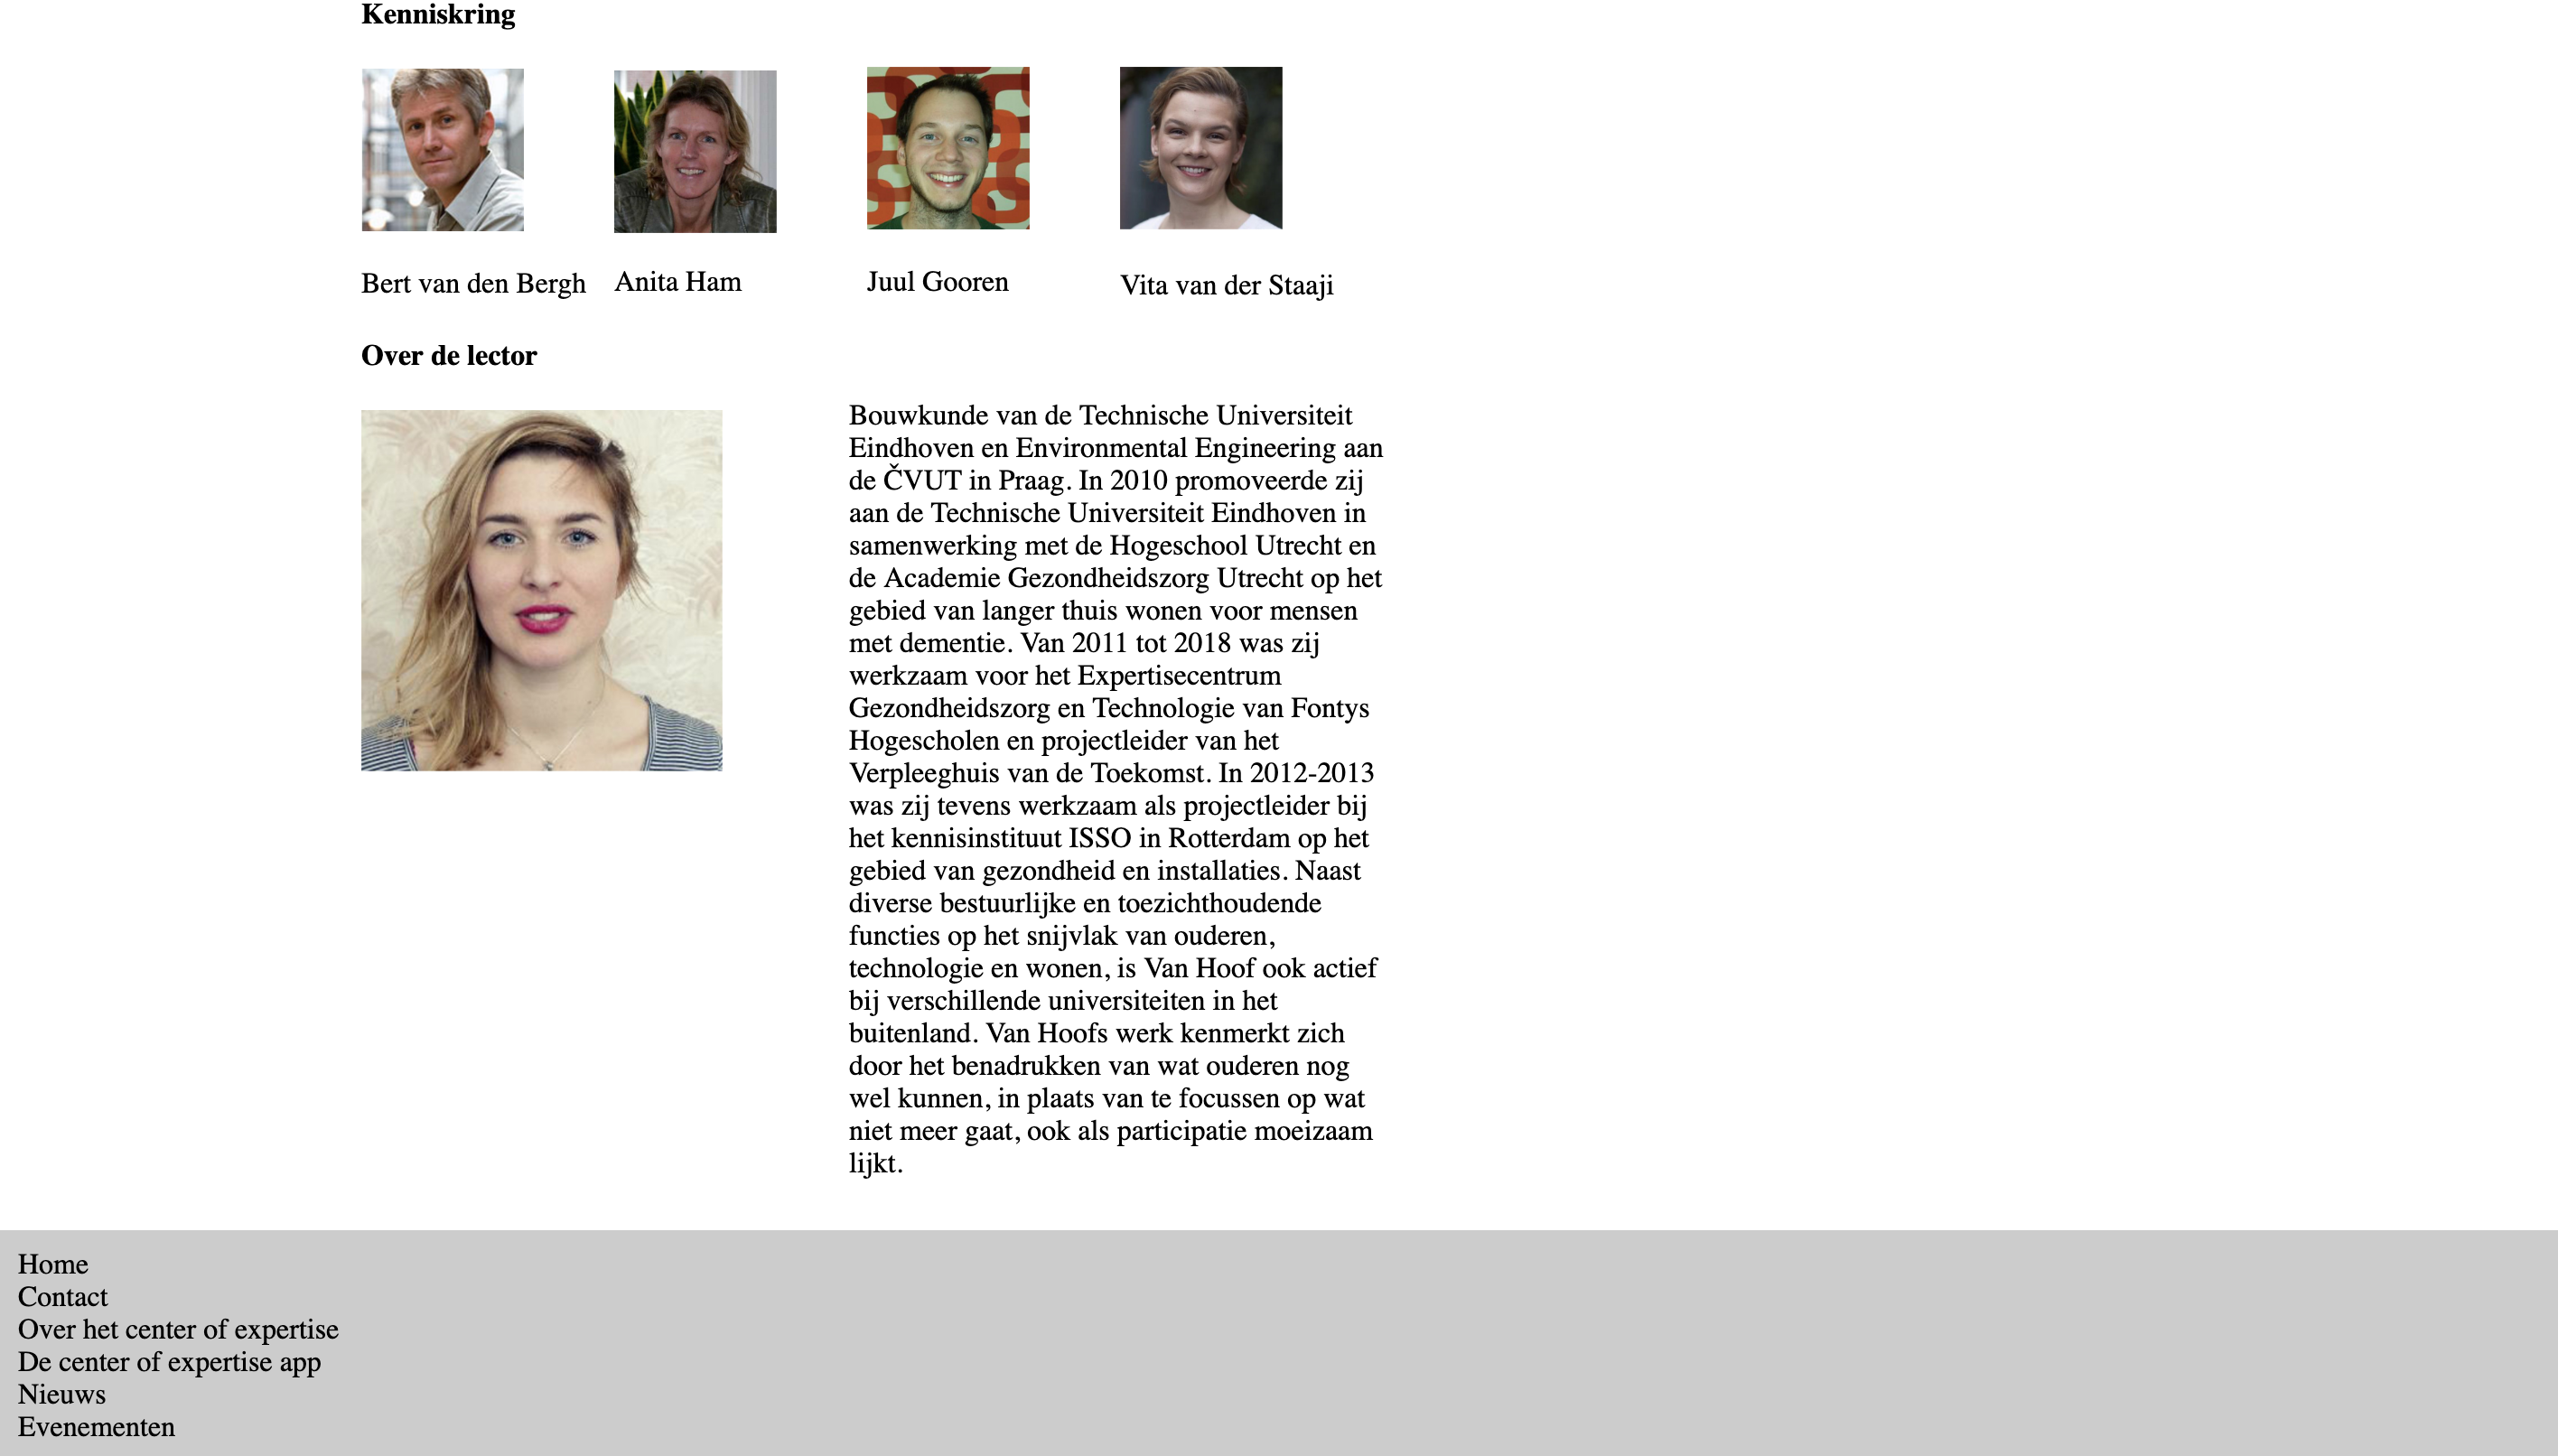 Kenniskring
Bert van den Bergh
Anita Ham
Juul Gooren
Vita van der Staaji
Over de lector
Bouwkunde van de Technische Universiteit
Eindhoven en Environmental Engineering aan
de ČVUT in Praag. In 2010 promoveerde zij
aan de Technische Universiteit Eindhoven in
samenwerking met de Hogeschool Utrecht en
de Academie Gezondheidszorg Utrecht op het
gebied van langer thuis wonen voor mensen
met dementie. Van 2011 tot 2018 was zij
werkzaam voor het Expertisecentrum
Gezondheidszorg en Technologie van Fontys
Hogescholen en projectleider van het
Verpleeghuis van de Toekomst. In 2012-2013
was zij tevens werkzaam als projectleider bij
het kennisinstituut ISSO in Rotterdam op het
gebied van gezondheid en installaties. Naast
diverse bestuurlijke en toezichthoudende
functies op het snijvlak van ouderen,
technologie en wonen, is Van Hoof ook actief
bij verschillende universiteiten in het
buitenland. Van Hoofs werk kenmerkt zich
door het benadrukken van wat ouderen nog
wel kunnen, in plaats van te focussen op wat
niet meer gaat, ook als participatie moeizaam
lijkt.
Home
Contact
Over het center of expertise
De center of expertise app
Nieuws
Evenementen